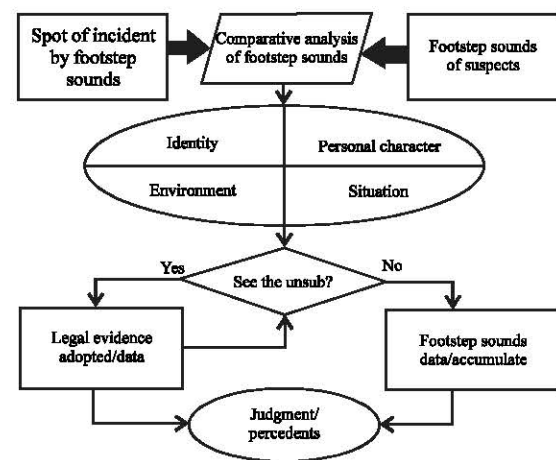 Spot of incident
by footstep
sounds
Comparative analysis
of footstep sounds
Footstep sounds
of suspects
Identity
Personal character
Environment
Situation
Yes
See the unsub?
No
Legal evidence
adopted/data
Footstep sounds
data/accumulate
Judgment/
percedents